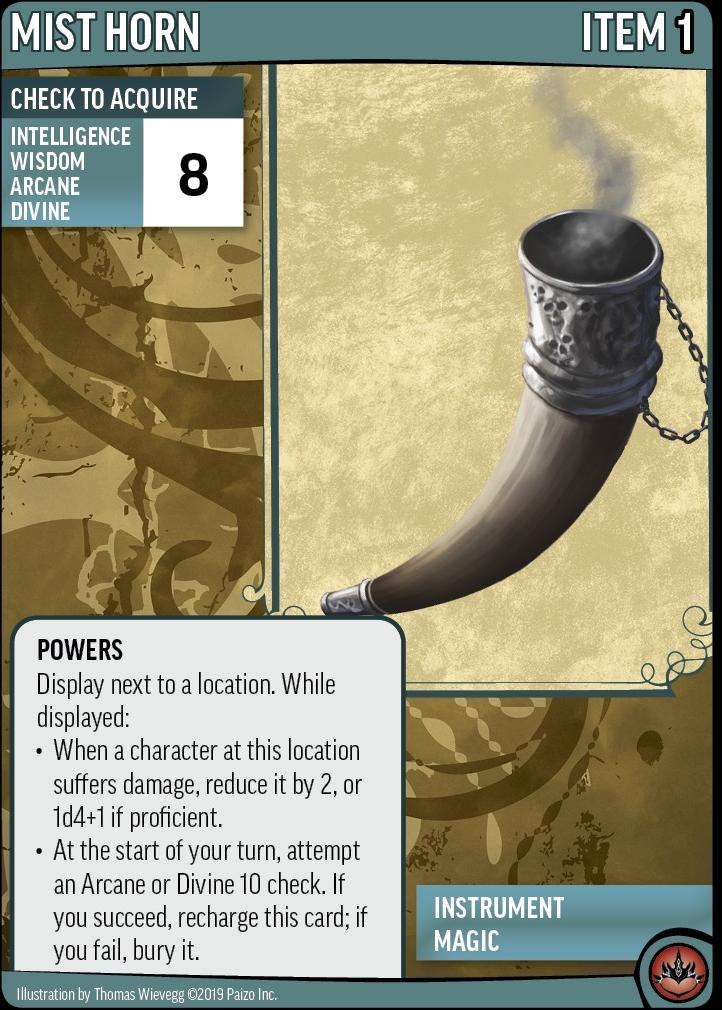 MIST HORN
ITEM 1
CHECK TO ACQUIRE
INTELLIGENCE
WISDOM
ARCANE
DIVINE
8
POWERS
Display next to a location. While
displayed:
• When a character at this location
suffers damage, reduce it by 2, or
1d4+1 if proficient.
• At the start of your turn, attempt
an Arcane or Divine 10 check. If
you succeed, recharge this card; if
you fail, bury it.
INSTRUMENT
MAGIC
Illustration by Thomas Wievegg ©2019 Paizo Inc.